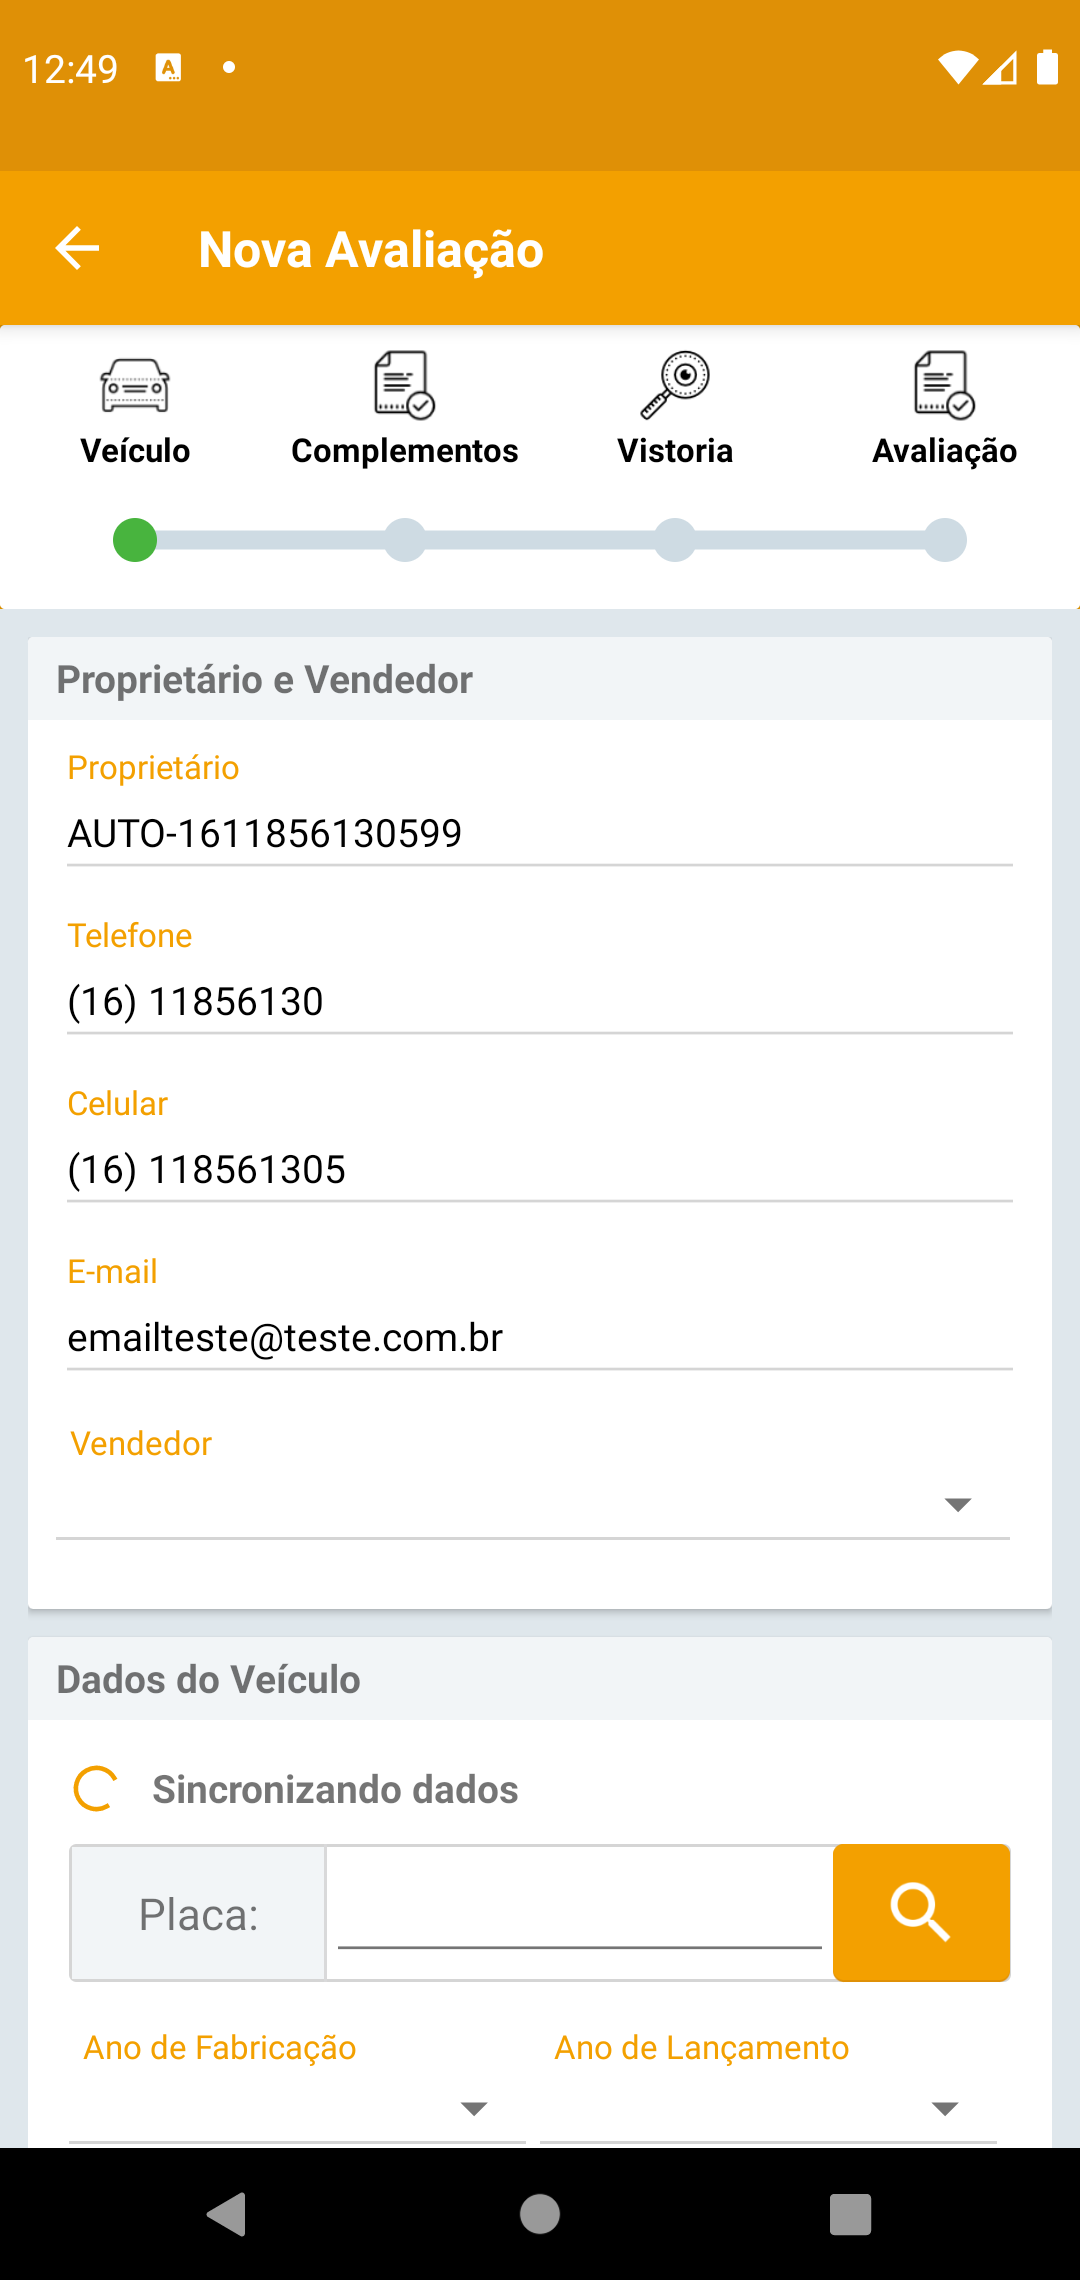 12:49
Nova Avaliação
Veículo
Complementos
Vistoria
Avaliação
Proprietário e Vendedor
Proprietário
AUTO-1611856130599
Telefone
(16) 11856130
Celular
(16) 118561305
E-mail
emailteste@teste.com.br
Vendedor
Dados do Veículo
Sincronizando dados
Placa:
Ano de Fabricação
Ano de Lançamento